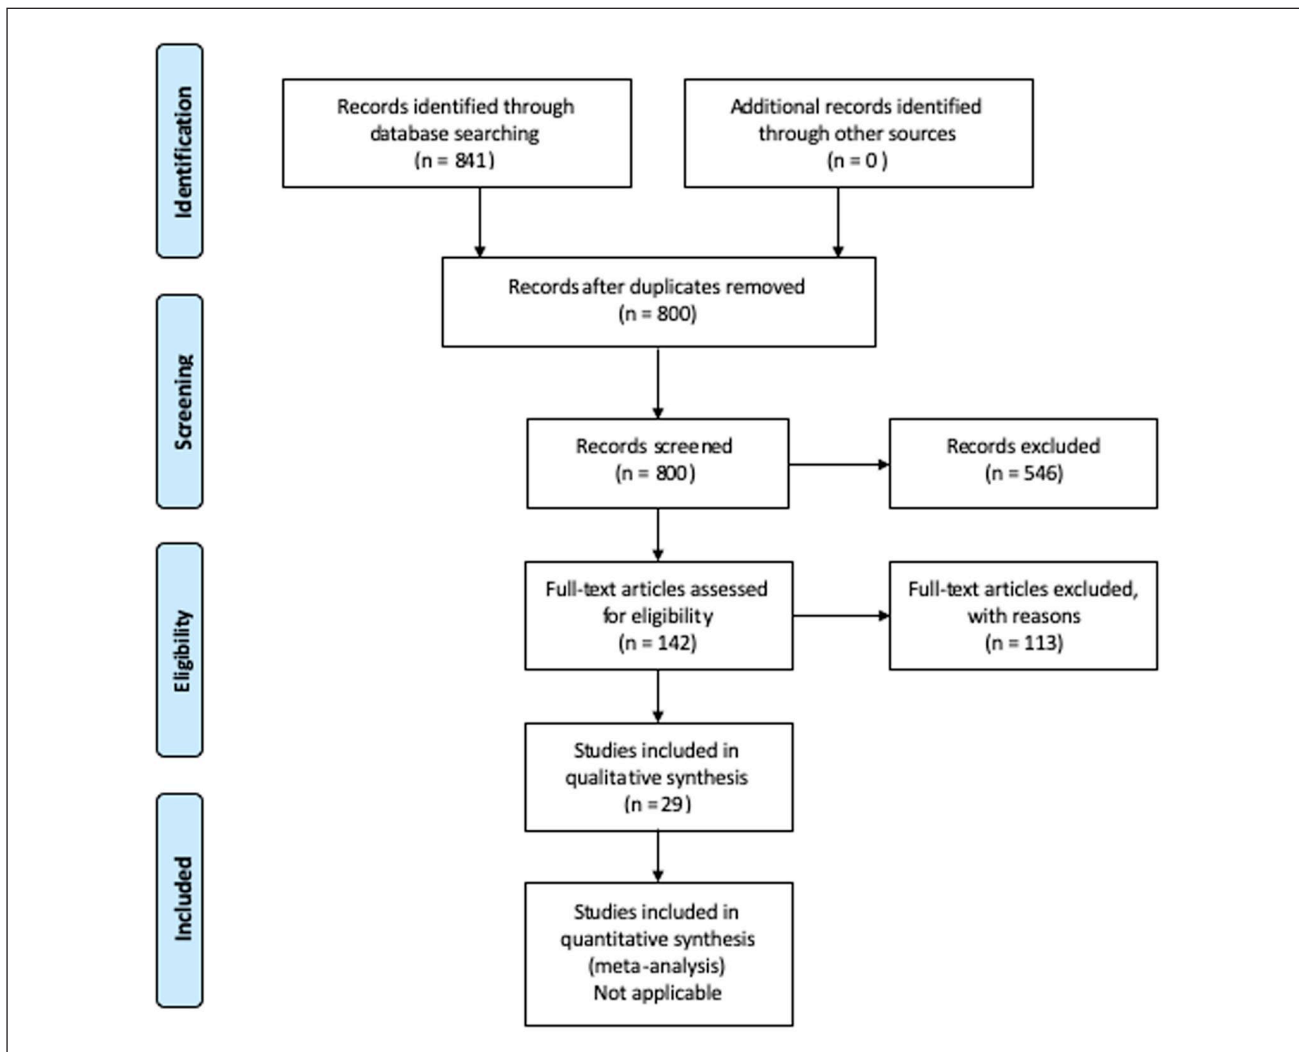 Identification
Records identified through
database searching
(n = 841)
Additional records identified
through other sources
(n = 0 )
Records after duplicates removed
(n = 800)
Screening
Records screened
(n = 800)
Records excluded
(n = 546)
Eligibility
Full-text articles assessed
for eligibility
(n = 142)
Full-text articles excluded,
with reasons
(n = 113)
Studies included in
qualitative synthesis
(n = 29)
Included
Studies included in
quantitative synthesis
(meta-analysis)
Not applicable